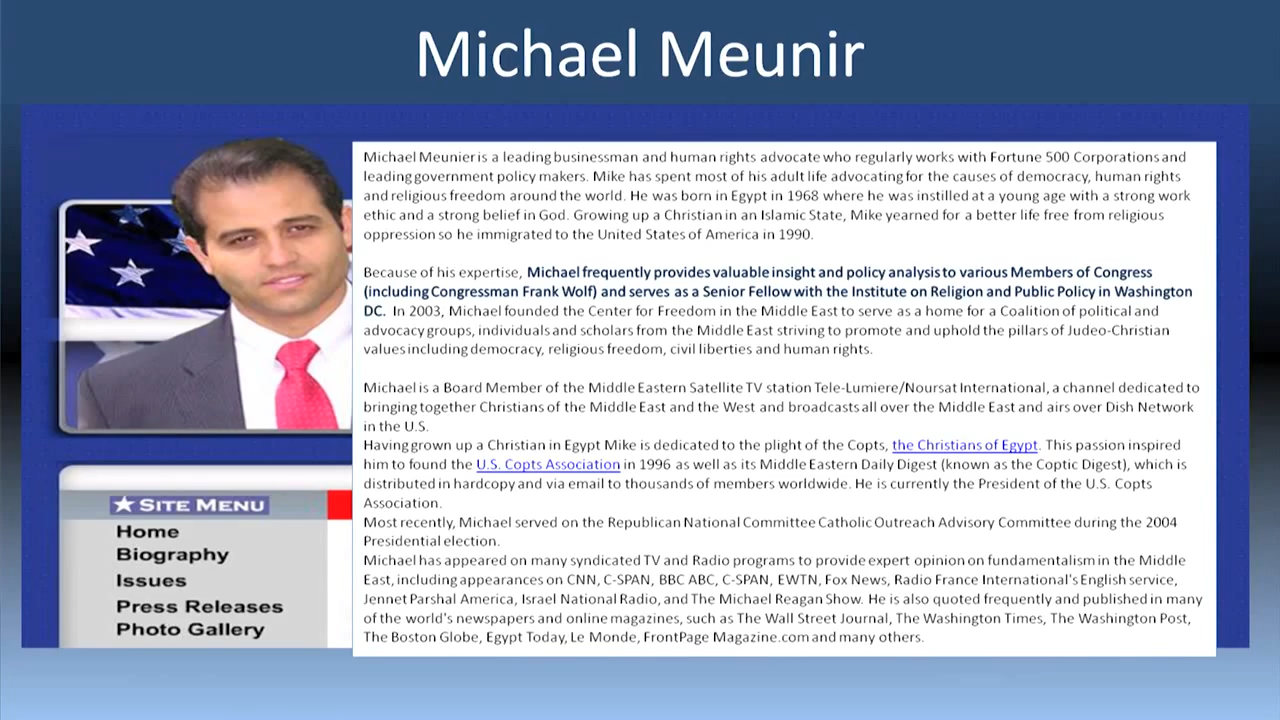 Michael Meunir
Michael Meunier is a leading businessman and human rights advocate who regularly works with Fortune 500 Corporations and
leading government policy makers. Mike has spent most of his adult life advocating for the causes of democracy, human rights
and religious freedom around the world. He was born in Egypt in 1968 where he was instilled at a young age with a strong work
ethic and a strong belief in God. Growing up a Christian in an Islamic State, Mike yearned for a better life free from religious
oppression so he immigrated to the United States of America in 1990.
Because of his expertise, Michael frequently provides valuable insight and policy analysis to various Members of Congress
(including Congressman Frank Wolf) and serves as a Senior Fellow with the Institute on Religion and Public Policy in Washington
DC. In 2003, Michael founded the Center for Freedom in the Middle East to serve as a home for a Coalition of political and
advocacy groups, individuals and scholars from the Middle East striving to promote and uphold the pillars of Judeo-Christian
values including democracy, religious freedom, civil liberties and human rights.
Michael is a Board Member of the Middle Eastern Satellite TV station Tele-Lumiere/Noursat International, a channel dedicated to
bringing together Christians of the Middle East and the West and broadcasts all over the Middle East and airs over Dish Network
in the U.S.
Having grown up a Christian in Egypt Mike is dedicated to the plight of the Copts, the Christians of Egypt. This passion inspired
him to found the U.S. Copts Association in 1996 as well as its Middle Eastern Daily Digest (known as the Coptic Digest), which is
distributed in hardcopy and via email to thousands of members worldwide. He is currently the President of the U.S. Copts
Association.
Most recently, Michael served on the Republican National Committee Catholic Outreach Advisory Committee during the 2004
Presidential election.
Michael has appeared on many syndicated TV and Radio programs to provide expert opinion on fundamentalism in the Middle
East, including appearances on CNN, C-SPAN, BBC ABC, C-SPAN, EWTN, Fox News, Radio France International's English service,
Jennet Parshal America, Israel National Radio, and The Michael Reagan Show. He is also quoted frequently and published in many
of the world's newspapers and online magazines, such as The Wall Street Journal, The Washington Times, The Washington Post,
The Boston Globe, Egypt Today, Le Monde, FrontPage Magazine.com and many others.
SITE MENU
Home
Biography
Issues
Press Releases
Photo Gallery